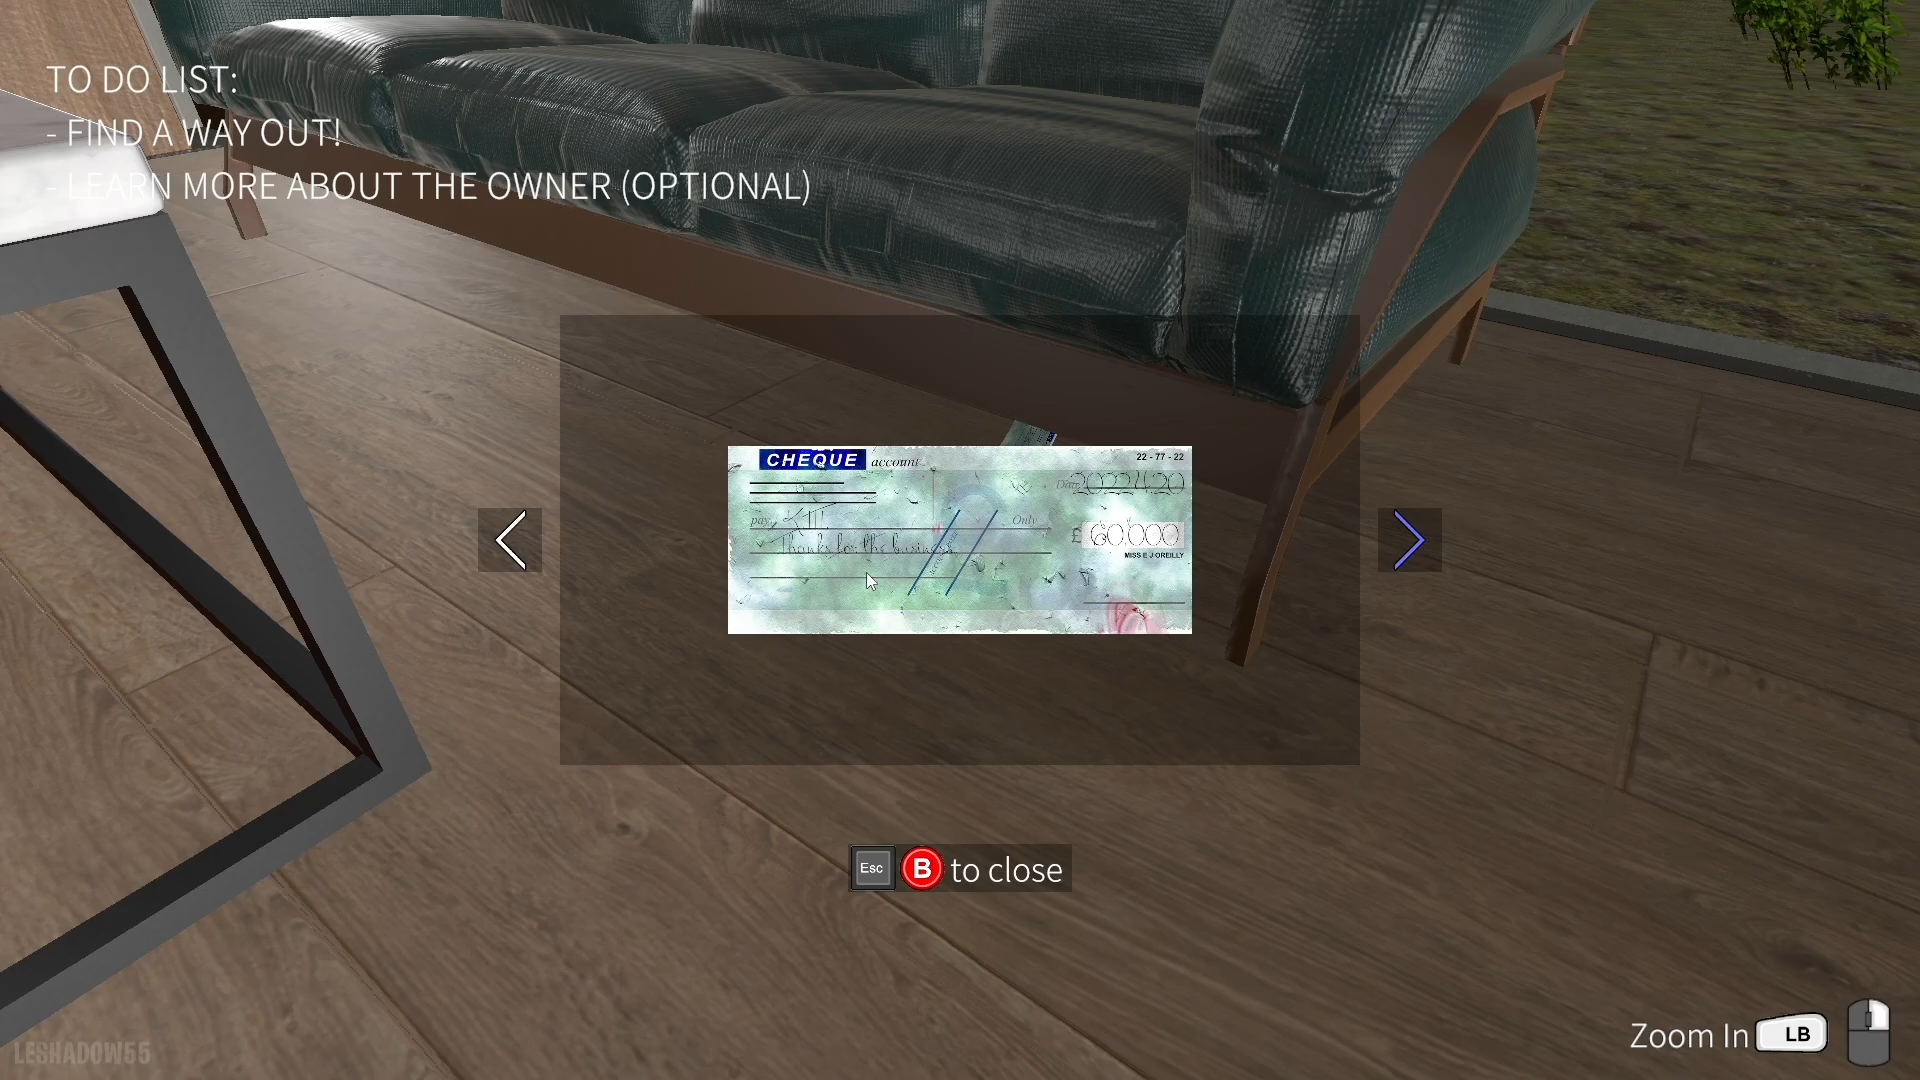 TO DO LIST:
- FIND A WAY OUT!
- LEARN MORE ABOUT THE OWNER (OPTIONAL)
CHEQUE account
22 - 77 - 22
Date
pay
Only
£ 60.000
Thanks for the business
MISS E J OREILLY
Esc B to close
Zoom In LB
LESHADOW55